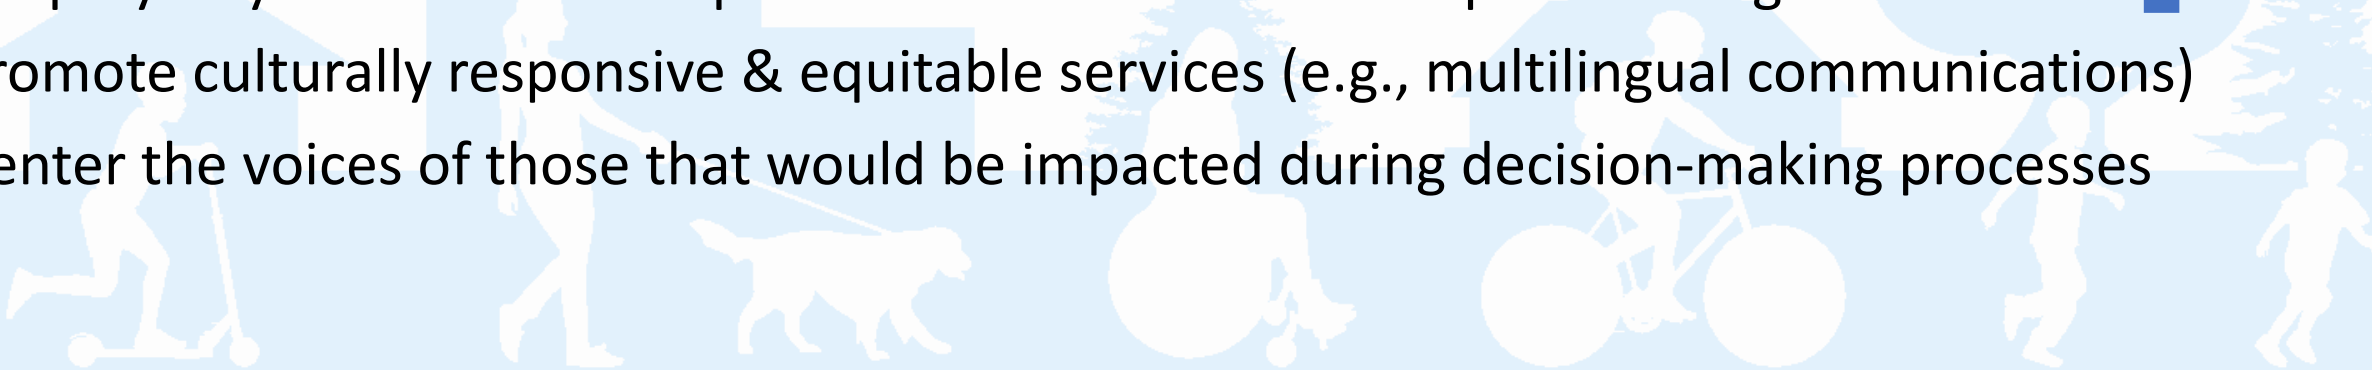 romote culturally responsive & equitable services (e.g., multilingual communications)
enter the voices of those that would be impacted during decision-making processes